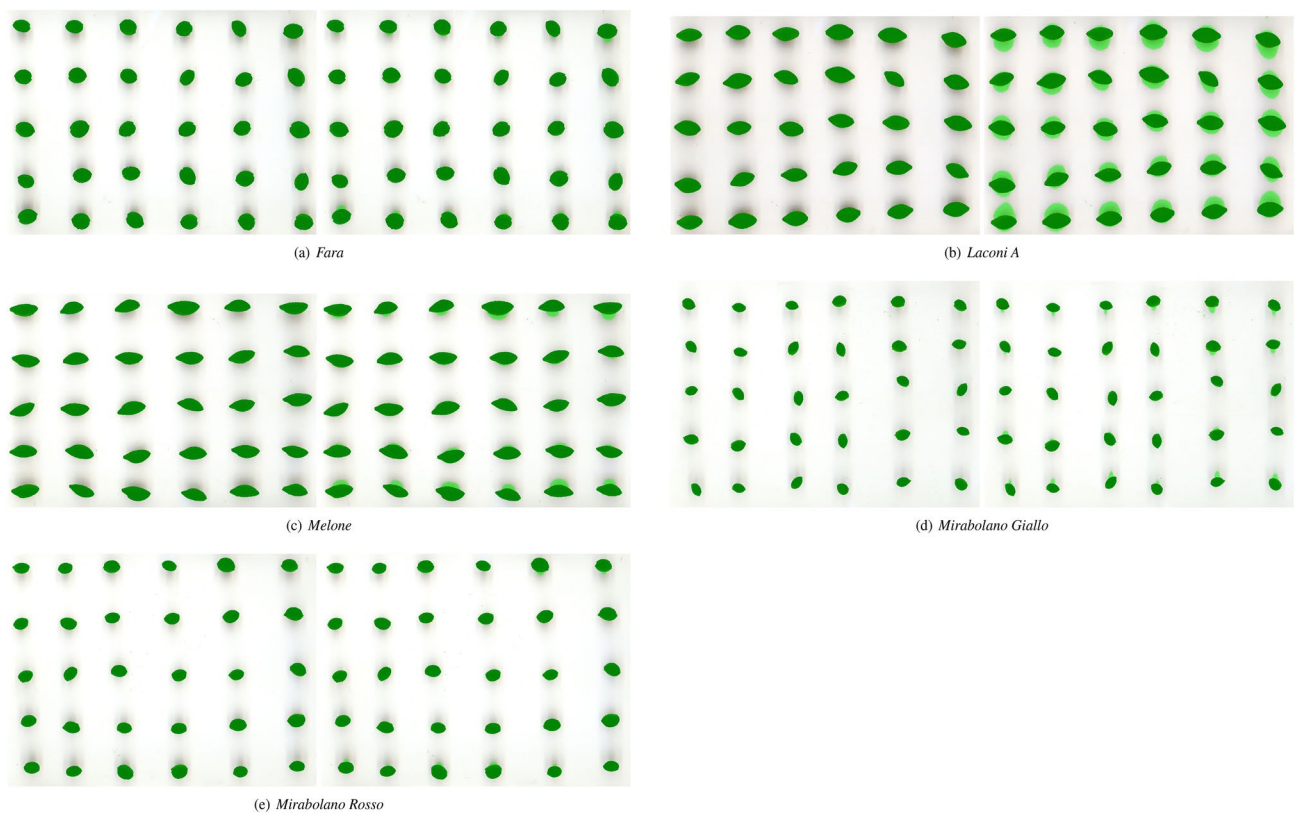 (a) Fara
(b) Laconi A
(c) Melone
(d) Mirabolano Giallo
(e) Mirabolano Rosso